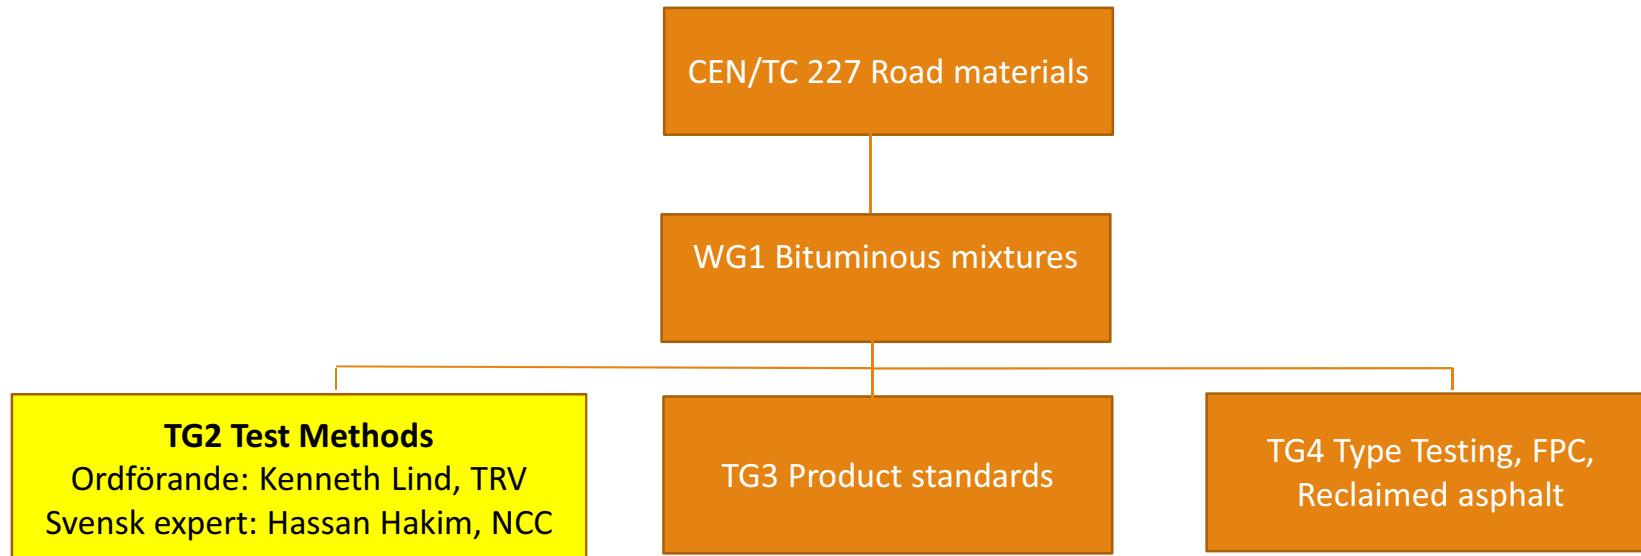 CEN/TC 227 Road materials
WG1 Bituminous mixtures
TG2 Test Methods
Ordförande: Kenneth Lind, TRV
Svensk expert: Hassan Hakim, NCC
TG3 Product standards
TG4 Type Testing, FPC,
Reclaimed asphalt